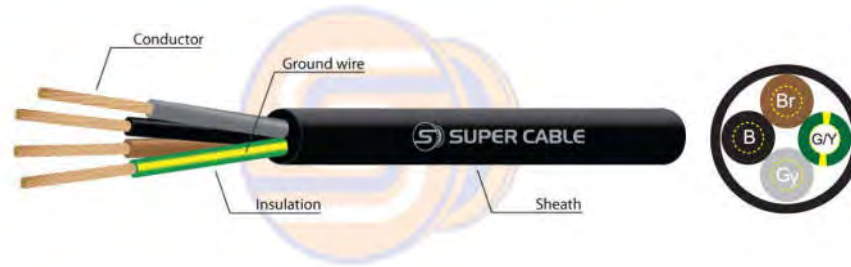 Conductor
Ground wire
SUPER CABLE
Insulation
Sheath
Br
B
G/Y
Gy